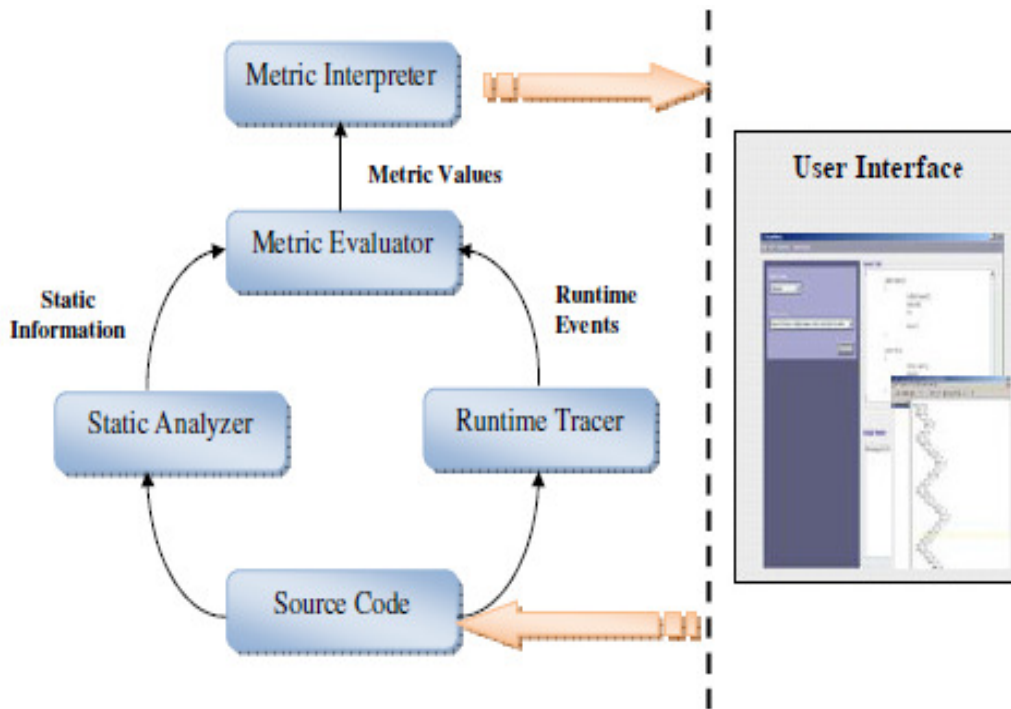 Metric Interpreter
Metric Values
User Interface
Metric Evaluator
Static
Information
Runtime
Events
Static Analyzer
Runtime Tracer
Source Code